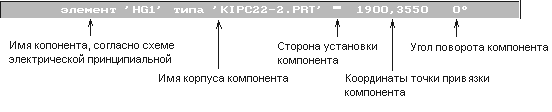 элемент 'HG1' типа 'KIPC22-2.PRT' = 1900,3550 0°
Имя копонента, согласно схеме
электрической принципиальной
Сторона установки
компонента
Угол поворота компонента
Имя корпуса компонента
Координаты точки привязки
компонента